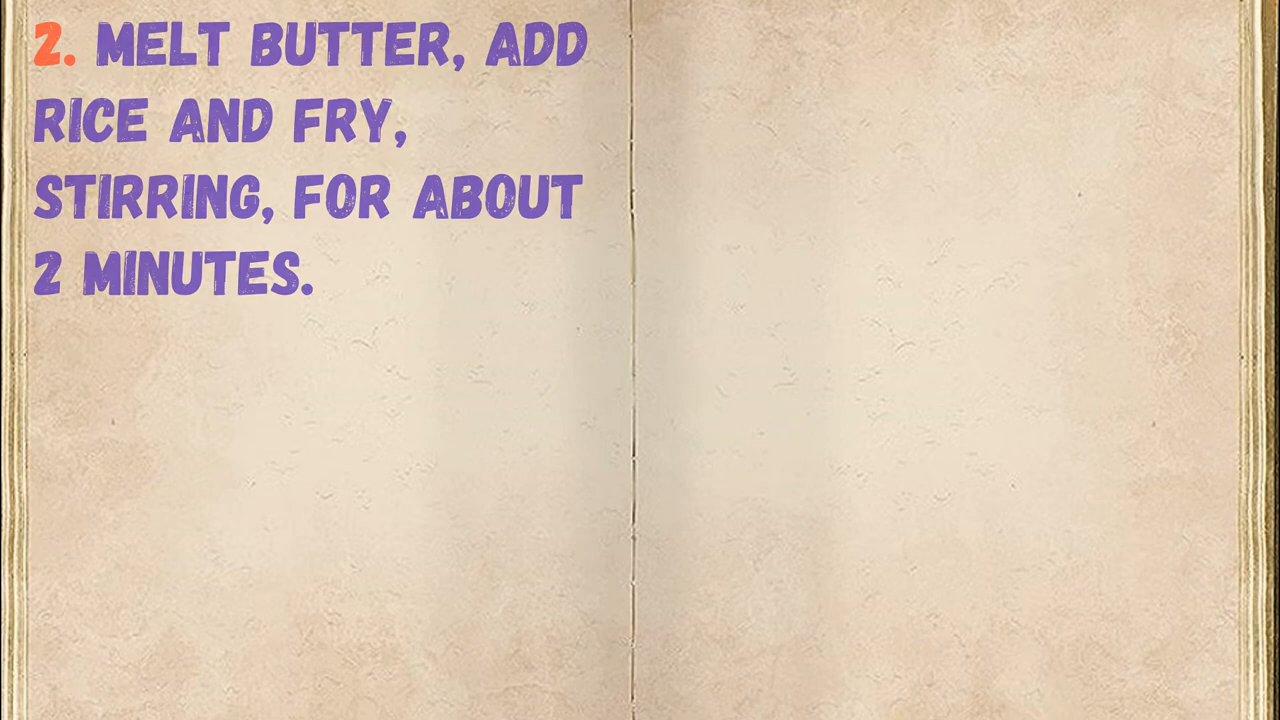 2. MELT BUTTER, ADD
RICE AND FRY,
STIRRING, FOR ABOUT
2 MINUTES.